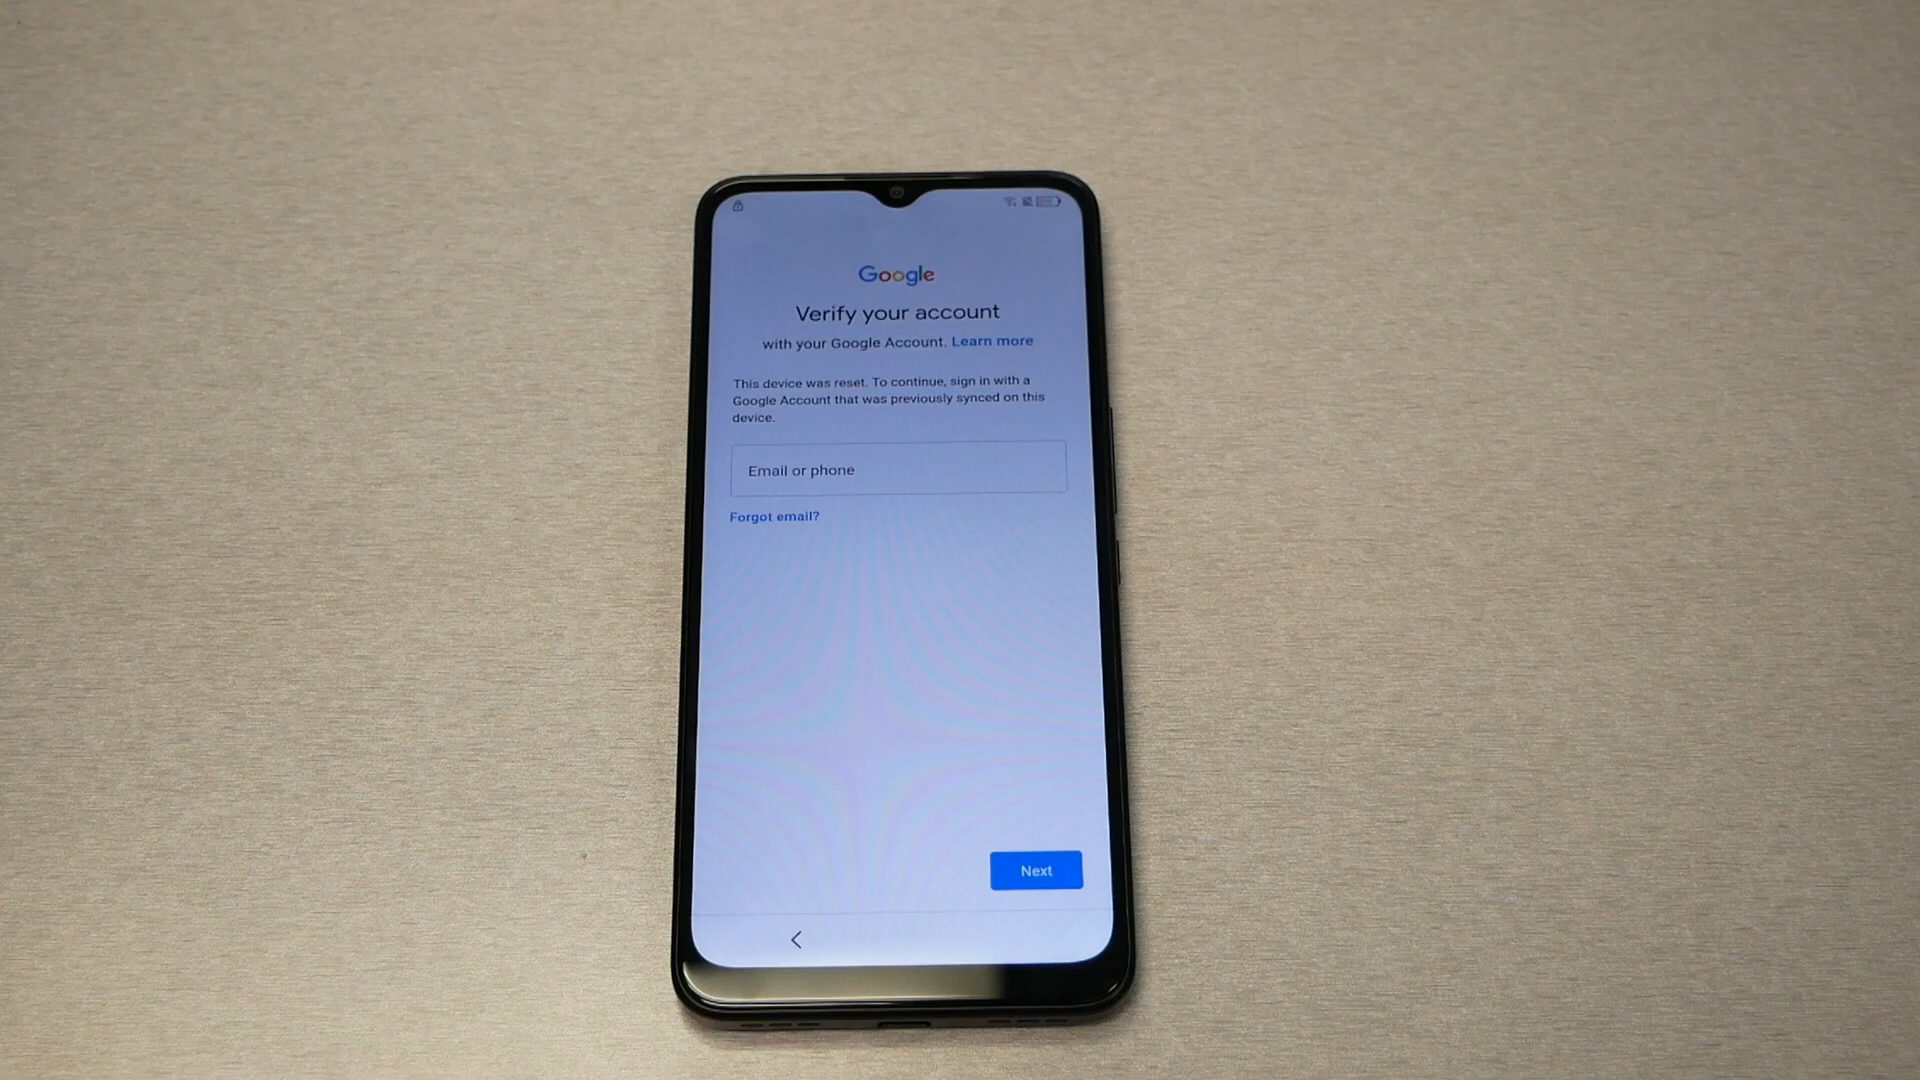 Google
Verify your account
with your Google Account. Learn more
This device was reset. To continue, sign in with a
Google Account that was previously synced on this
device.
Email or phone
Forgot email?
Next